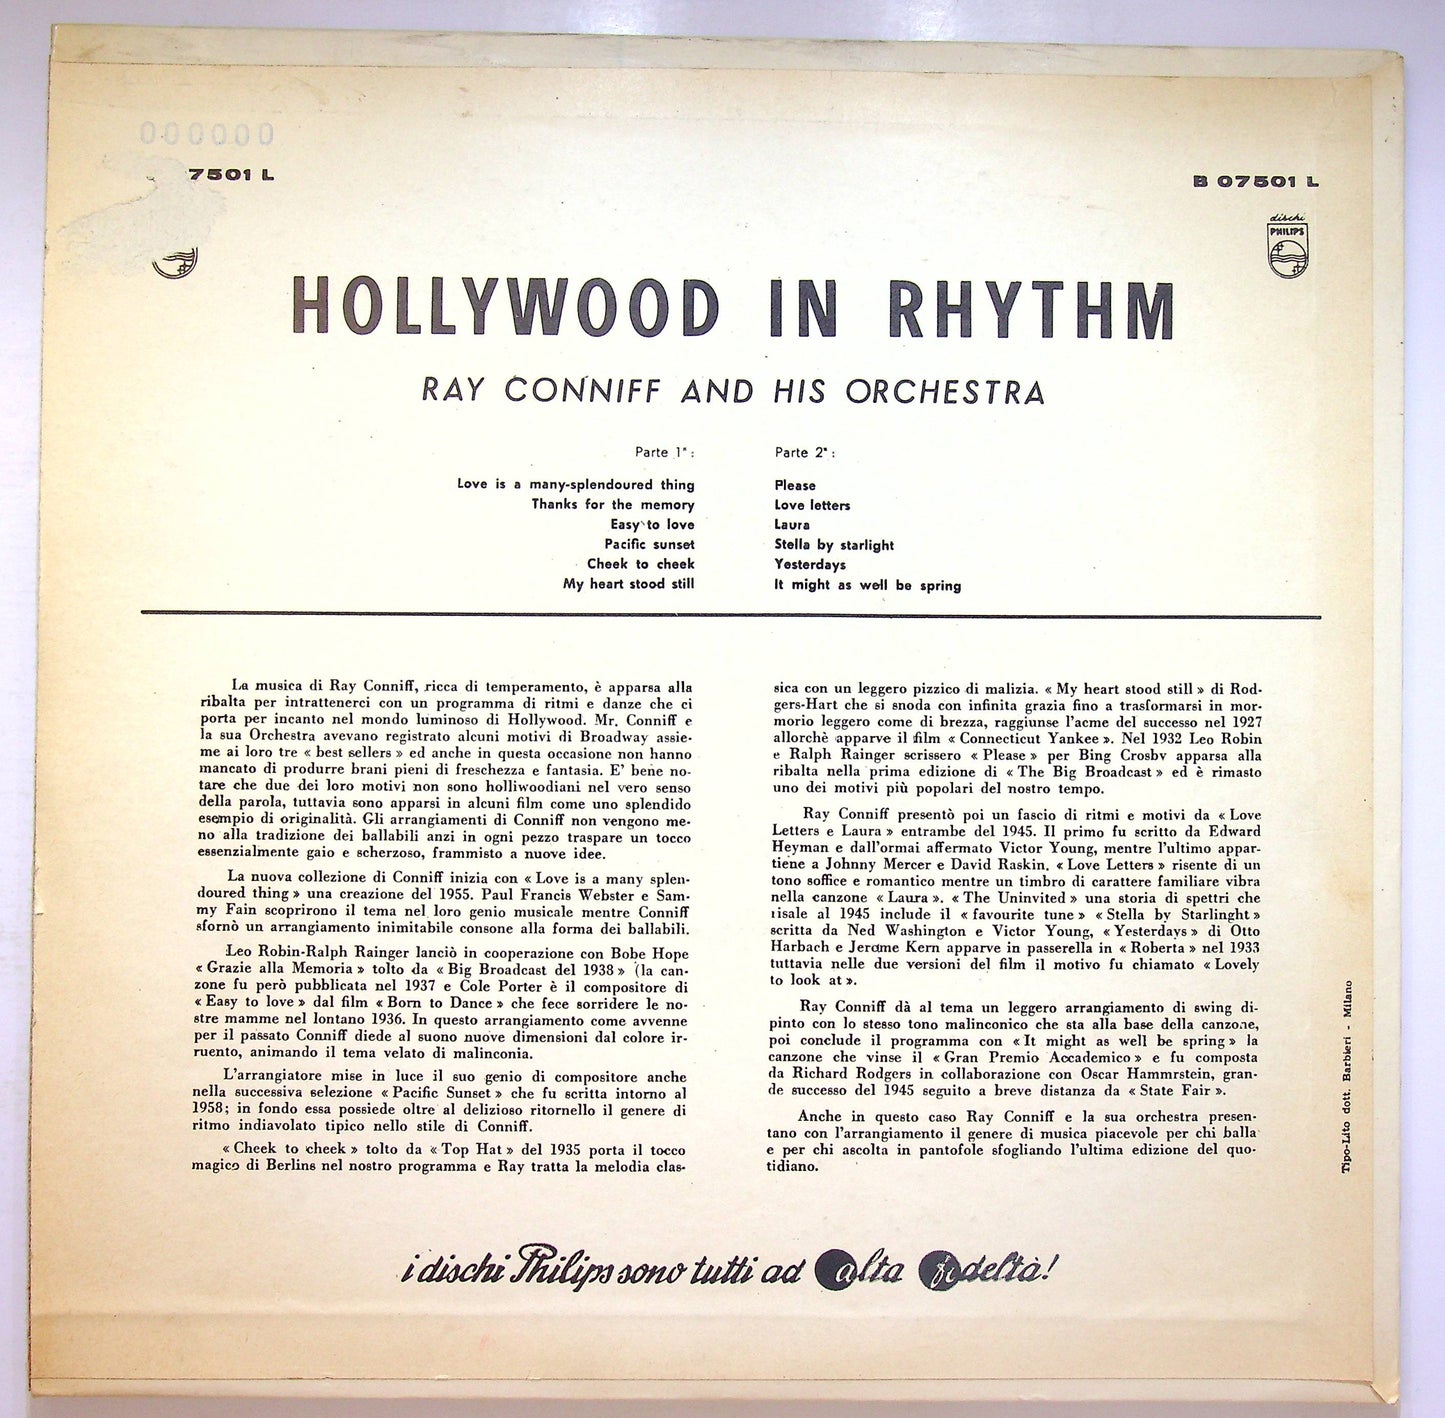 000000
7501 L
B 07501 L
dischi
PHILIPS
HOLLYWOOD IN RHYTHM
RAY CONNIFF AND HIS ORCHESTRA
Parte 1ª :
Love is a many-splendoured thing
Thanks for the memory
Easy to love
Pacific sunset
Cheek to cheek
My heart stood still
Parte 2ª :
Please
Love letters
Laura
Stella by starlight
Yesterdays
It might as well be spring
La musica di Ray Conniff, ricca di temperamento, è apparsa alla
ribalta per intrattenerci con un programma di ritmi e danze che ci
porta per incanto nel mondo luminoso di Hollywood. Mr. Conniff e
la sua Orchestra avevano registrato alcuni motivi di Broadway assie-
me ai loro tre « best sellers » ed anche in questa occasione non hanno
mancato di produrre brani pieni di freschezza e fantasia. E' bene no-
tare che due dei loro motivi non sono holliwoodiani nel vero senso
della parola, tuttavia sono apparsi in alcuni film come uno splendido
esempio di originalità. Gli arrangiamenti di Conniff non vengono me-
no alla tradizione dei ballabili anzi in ogni pezzo traspare un tocco
essenzialmente gaio e scherzoso, frammisto a nuove idee.
La nuova collezione di Conniff inizia con « Love is a many splen-
doured thing » una creazione del 1955. Paul Francis Webster e Sam-
my Fain scoprirono il tema nel loro genio musicale mentre Conniff
sfornò un arrangiamento inimitabile consone alla forma dei ballabili.
Leo Robin-Ralph Rainger lanciò in cooperazione con Bobe Hope
« Grazie alla Memoria » tolto da « Big Broadcast del 1938 » (la can-
zone fu però pubblicata nel 1937 e Cole Porter è il compositore di
« Easy to love » dal film « Born to Dance » che fece sorridere le no-
stre mamme nel lontano 1936. In questo arrangiamento come avvenne
per il passato Conniff diede al suono nuove dimensioni dal colore ir-
ruento, animando il tema velato di malinconia.
L'arrangiatore mise in luce il suo genio di compositore anche
nella successiva selezione « Pacific Sunset » che fu scritta intorno al
1958; in fondo essa possiede oltre al delizioso ritornello il genere di
ritmo indiavolato tipico nello stile di Conniff.
« Cheek to cheek » tolto da « Top Hat » del 1935 porta il tocco
magico di Berlins nel nostro programma e Ray tratta la melodia clas-
sica con un leggero pizzico di malizia. « My heart stood still » di Rod-
gers-Hart che si snoda con infinita grazia fino a trasformarsi in mor-
morio leggero come di brezza, raggiunse l'acme del successo nel 1927
allorchè apparve il film « Connecticut Yankee ». Nel 1932 Leo Robin
e Ralph Rainger scrissero « Please » per Bing Crosby apparsa alla
ribalta nella prima edizione di « The Big Broadcast » ed è rimasto
uno dei motivi più popolari del nostro tempo.
Ray Conniff presentò poi un fascio di ritmi e motivi da « Love
Letters e Laura » entrambe del 1945. Il primo fu scritto da Edward
Heyman e dall'ormai affermato Victor Young, mentre l'ultimo appar-
tiene a Johnny Mercer e David Raskin. « Love Letters » risente di un
tono soffice e romantico mentre un timbro di carattere familiare vibra
nella canzone « Laura ». « The Uninvited » una storia di spettri che
risale al 1945 include il « favourite tune » « Stella by Starlinght »
scritta da Ned Washington e Victor Young, « Yesterdays » di Otto
Harbach e Jerome Kern apparve in passerella in « Roberta » nel 1933
tuttavia nelle due versioni del film il motivo fu chiamato « Lovely
to look at ».
Ray Conniff dà al tema un leggero arrangiamento di swing di-
pinto con lo stesso tono malinconico che sta alla base della canzone,
poi conclude il programma con « It might as well be spring » la
canzone che vinse il « Gran Premio Accademico » e fu composta
da Richard Rodgers in collaborazione con Oscar Hammrstein, gran-
de successo del 1945 seguito a breve distanza da « State Fair ».
Anche in questo caso Ray Conniff e la sua orchestra presen-
tano con l'arrangiamento il genere di musica piacevole per chi balla
e per chi ascolta in pantofole sfogliando l'ultima edizione del quo-
tidiano.
Tipo-Lito dott. Barbieri - Milano
i dischi Philips sono tutti ad alta fideltà!